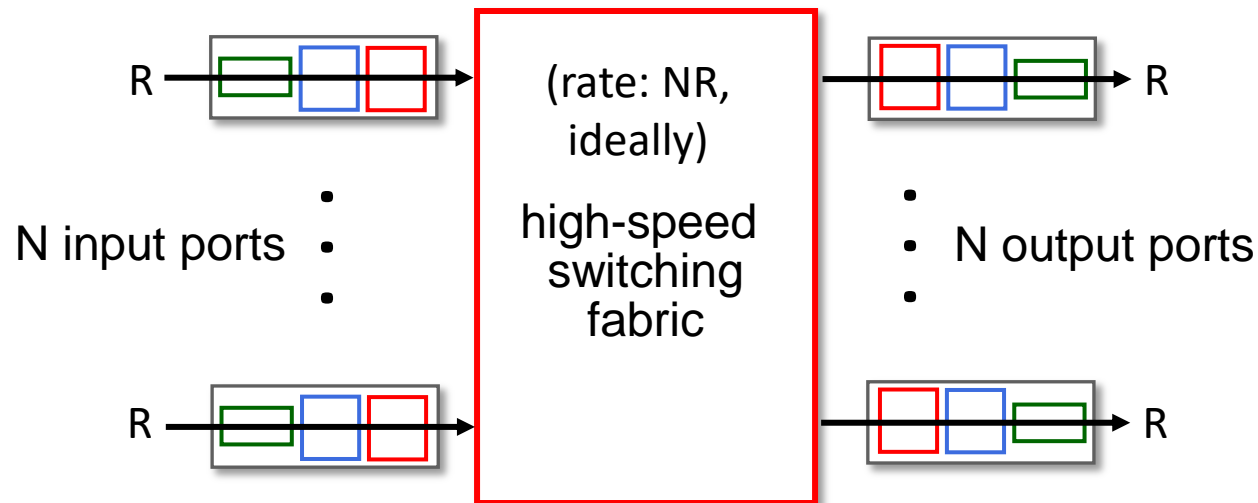 R
(rate: NR,
ideally)
R
N input ports
high-speed
switching
fabric
N output ports
R
R